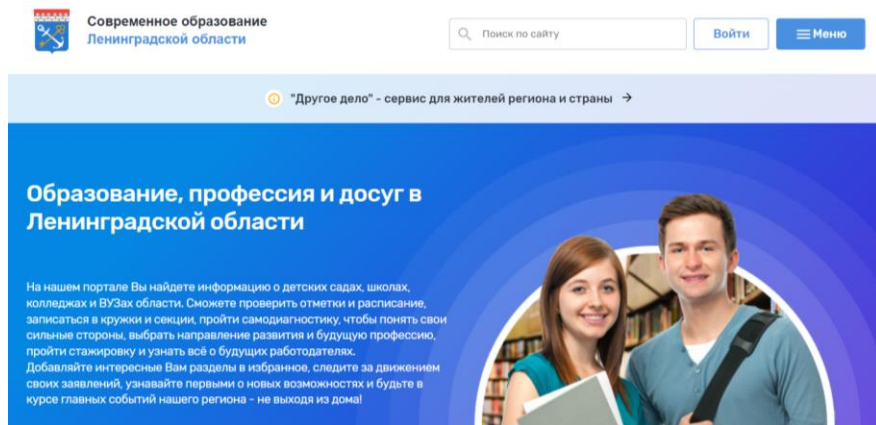 Современное образование
Ленинградской области
Поиск по сайту
Войти
Меню
"Другое дело" - сервис для жителей региона и страны →
Образование, профессия и досуг в
Ленинградской области
На нашем портале Вы найдете информацию о детских садах, школах,
колледжах и ВУЗах области. Сможете проверить отметки и расписание,
записаться в кружки и секции, пройти самодиагностику, чтобы понять свои
сильные стороны, выбрать направление развития и будущую профессию,
пройти стажировку и узнать всё о будущих работодателях.
Добавляйте интересные Вам разделы в избранное, следите за движением
своих заявлений, узнавайте первыми о новых возможностях и будьте в
курсе главных событий нашего региона - не выходя из дома!